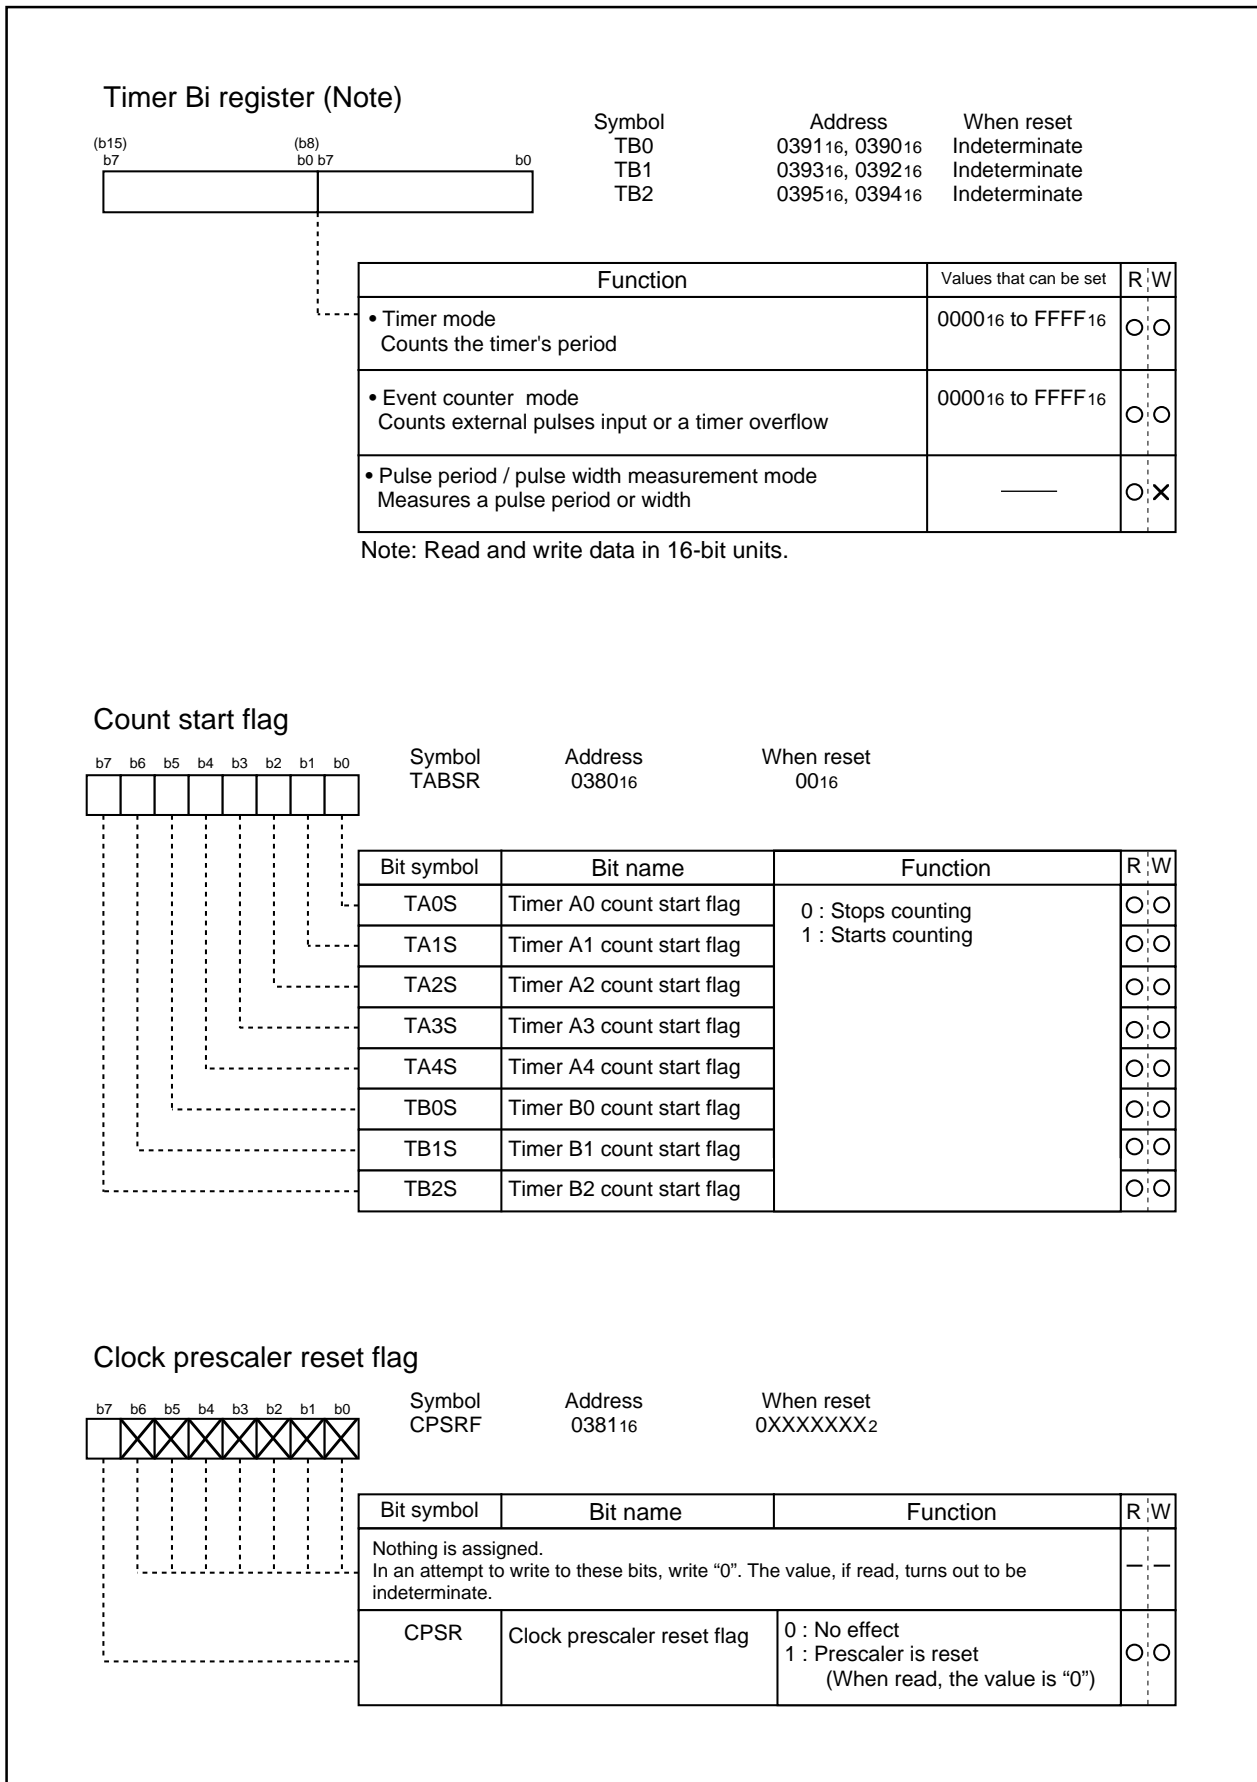 Timer Bi register (Note)
Symbol Address When reset
TB0 039116, 039016 Indeterminate
TB1 039316, 039216 Indeterminate
TB2 039516, 039416 Indeterminate
(b15) (b8)
b7 b0 b7 b0
Function Values that can be set R W
• Timer mode 000016 to FFFF16
Counts the timer's period
• Event counter mode 000016 to FFFF16
Counts external pulses input or a timer overflow
• Pulse period / pulse width measurement mode
Measures a pulse period or width
Note: Read and write data in 16-bit units.
Count start flag
Symbol Address When reset
TABSR 038016 0016
b7 b6 b5 b4 b3 b2 b1 b0
Bit symbol Bit name Function R W
TA0S Timer A0 count start flag 0 : Stops counting
TA1S Timer A1 count start flag 1 : Starts counting
TA2S Timer A2 count start flag
TA3S Timer A3 count start flag
TA4S Timer A4 count start flag
TB0S Timer B0 count start flag
TB1S Timer B1 count start flag
TB2S Timer B2 count start flag
Clock prescaler reset flag
Symbol Address When reset
CPSRF 038116 0XXXXXXX2
b7 b6 b5 b4 b3 b2 b1 b0
Bit symbol Bit name Function R W
Nothing is assigned.
In an attempt to write to these bits, write “0”. The value, if read, turns out to be
indeterminate.
CPSR Clock prescaler reset flag 0 : No effect
1 : Prescaler is reset
(When read, the value is “0”)